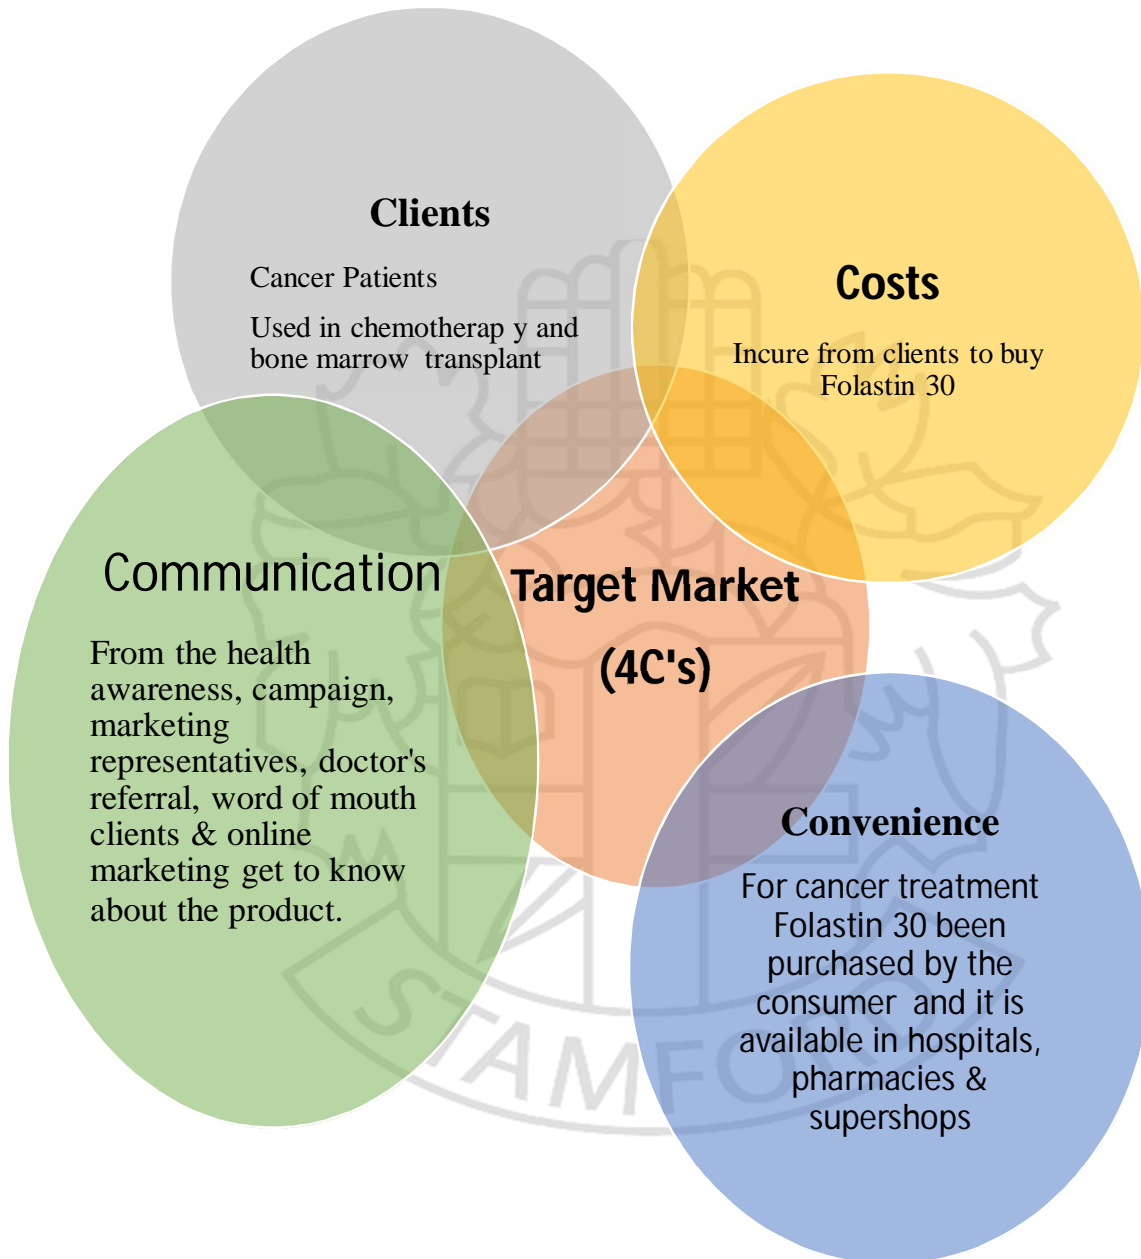 Clients
Cancer Patients
Used in chemotherap y and
bone marrow transplant
Costs
Incure from clients to buy
Folastin 30
Communication
From the health
awareness, campaign,
marketing
representatives, doctor's
referral, word of mouth
clients & online
marketing get to know
about the product.
Target Market
(4C's)
Convenience
For cancer treatment
Folastin 30 been
purchased by the
consumer and it is
available in hospitals,
pharmacies &
supershops
STAMFORD